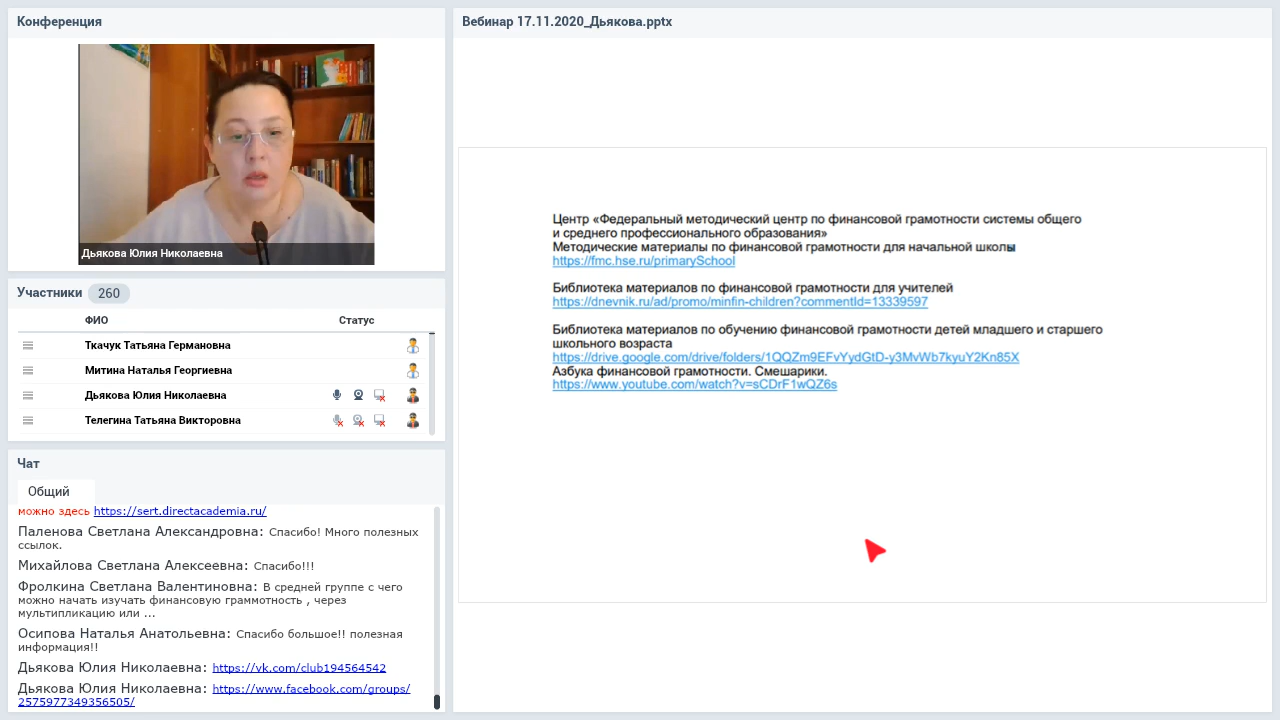 Конференция
Дьякова Юлия Николаевна
Участники 260
ФИО Статус
Ткачук Татьяна Германовна
Митина Наталья Георгиевна
Дьякова Юлия Николаевна
Телегина Татьяна Викторовна
Чат
Общий
можно здесь https://sert.directacademia.ru/
Паленова Светлана Александровна: Спасибо! Много полезных
ссылок.
Михайлова Светлана Алексеевна: Спасибо!!!
Фролкина Светлана Валентиновна: В средней группе с чего
можно начать изучать финансовую граммотность , через
мультипликацию или ...
Осипова Наталья Анатольевна: Спасибо большое!! полезная
информация!!
Дьякова Юлия Николаевна: https://vk.com/club194564542
Дьякова Юлия Николаевна: https://www.facebook.com/groups/
2575977349356505/
Вебинар 17.11.2020_Дьякова.pptx
Центр «Федеральный методический центр по финансовой грамотности системы общего
и среднего профессионального образования»
Методические материалы по финансовой грамотности для начальной школы
https://fmc.hse.ru/primarySchool
Библиотека материалов по финансовой грамотности для учителей
https://dnevnik.ru/ad/promo/minfin-children?commentId=13339597
Библиотека материалов по обучению финансовой грамотности детей младшего и старшего
школьного возраста
https://drive.google.com/drive/folders/1QQZm9EFvYydGtD-y3MvWb7kyuY2Kn85X
Азбука финансовой грамотности. Смешарики.
https://www.youtube.com/watch?v=sCDrF1wQZ6s